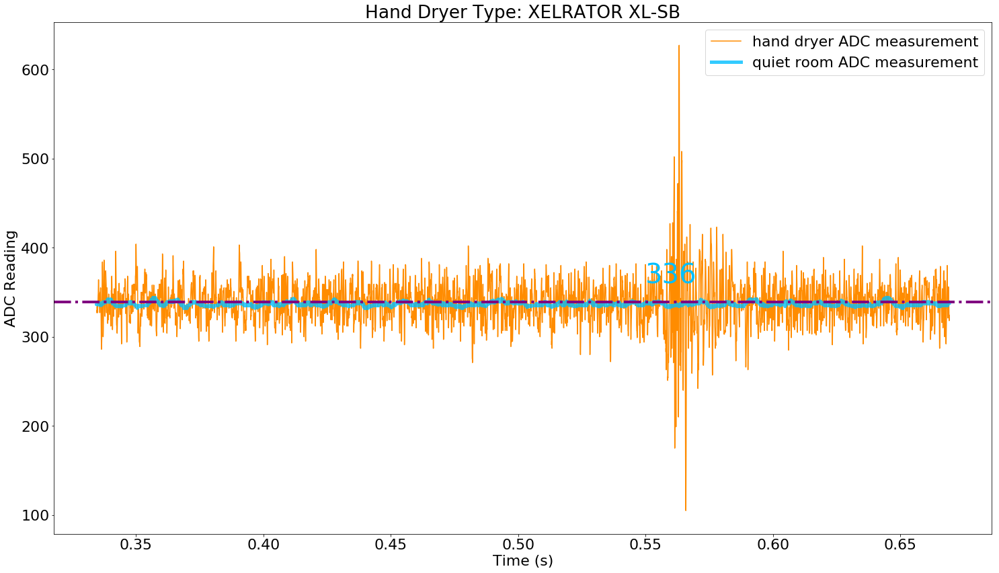 Hand Dryer Type: XELRATOR XL-SB
hand dryer ADC measurement
quiet room ADC measurement
600
500
400
300
200
100
ADC Reading
336
0.35 0.40 0.45 0.50 0.55 0.60 0.65
Time (s)